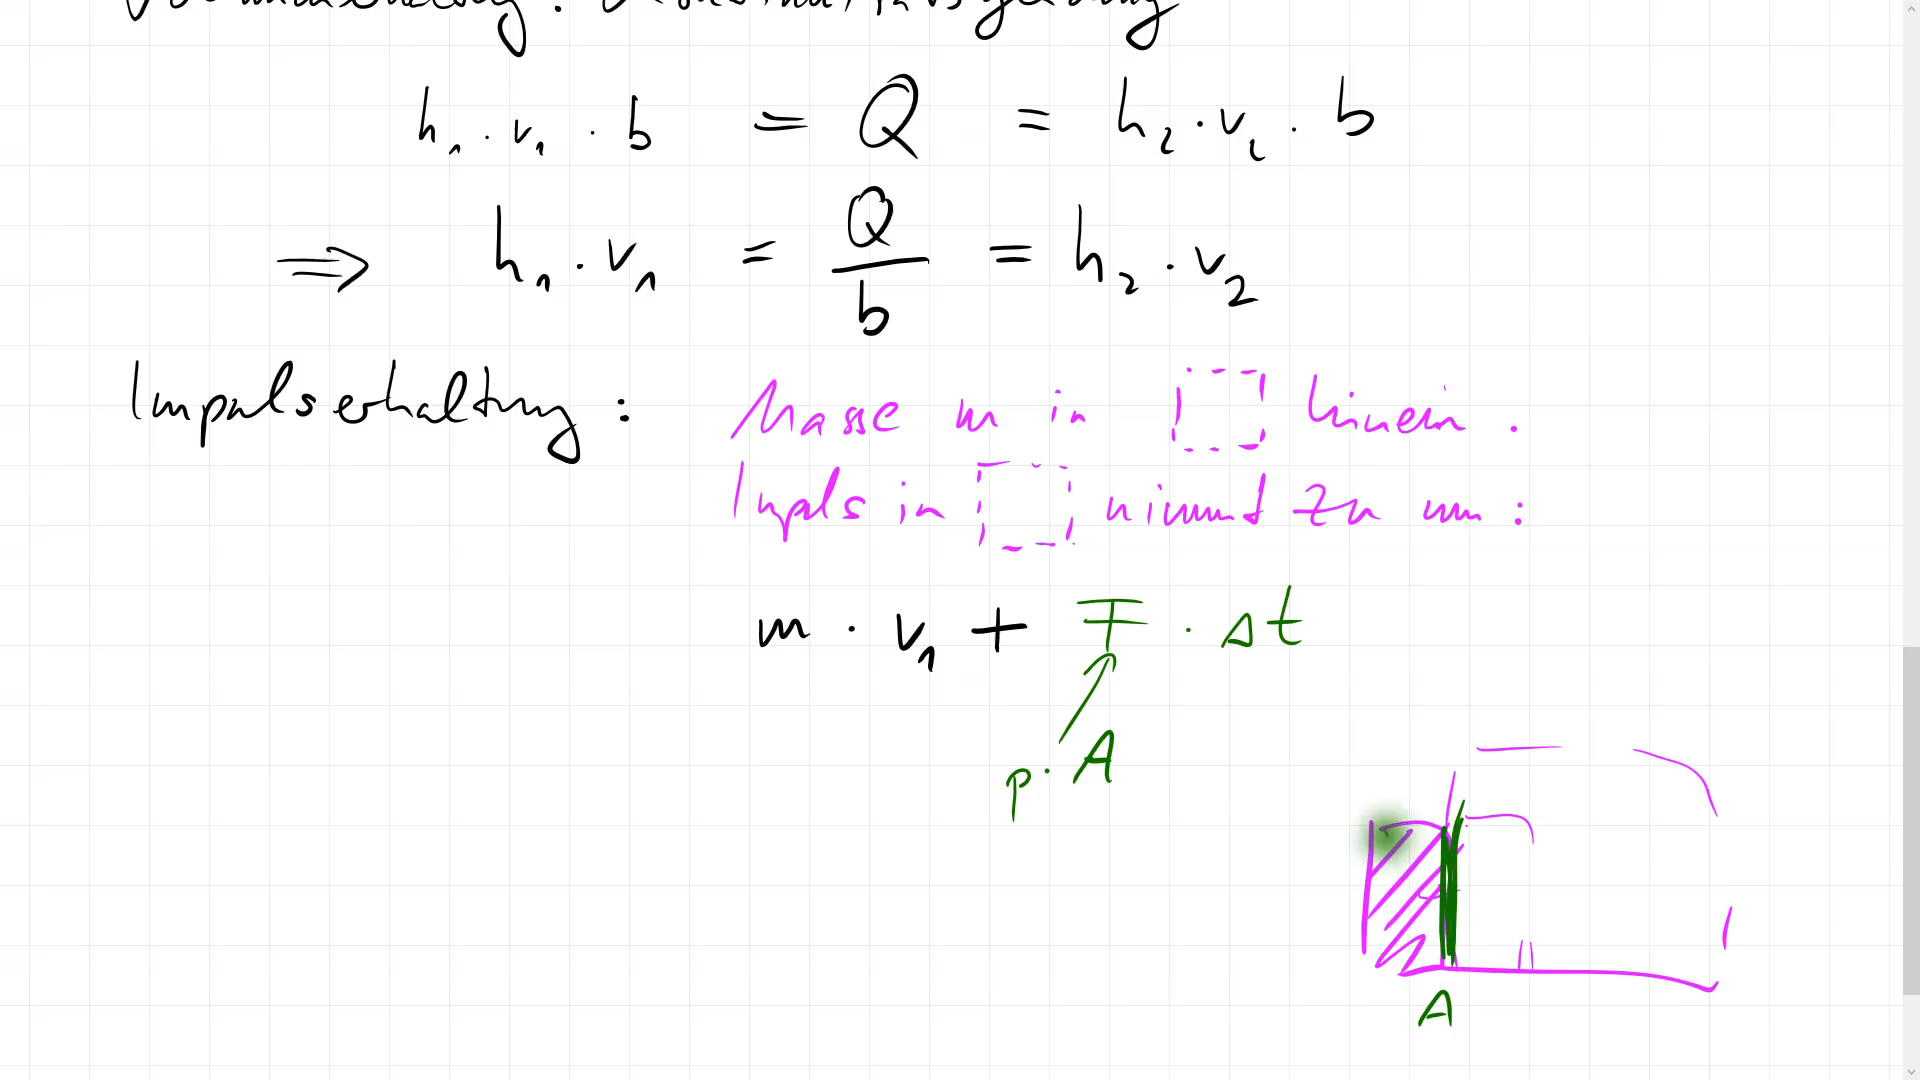 h₁ · v₁ · b = Q = h₂ · v₂ · b
⇒ h₁ · v₁ = Q/b = h₂ · v₂
Impulserhaltung: Masse m in hinein.
Impuls in nimmt zu um:
m · v₁ + F · Δt
p · A
A